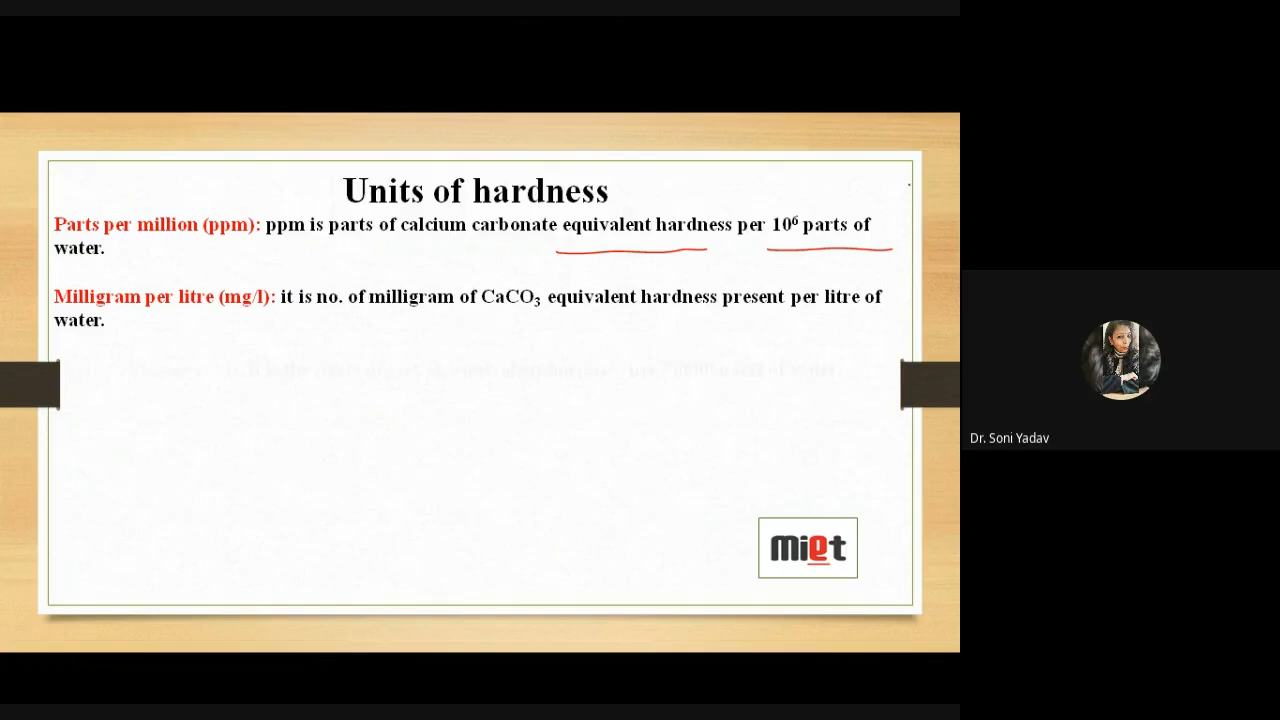 Units of hardness
Parts per million (ppm): ppm is parts of calcium carbonate equivalent hardness per 10⁶ parts of
water.
Milligram per litre (mg/l): it is no. of milligram of CaCO₃ equivalent hardness present per litre of
water.
miet
Dr. Soni Yadav